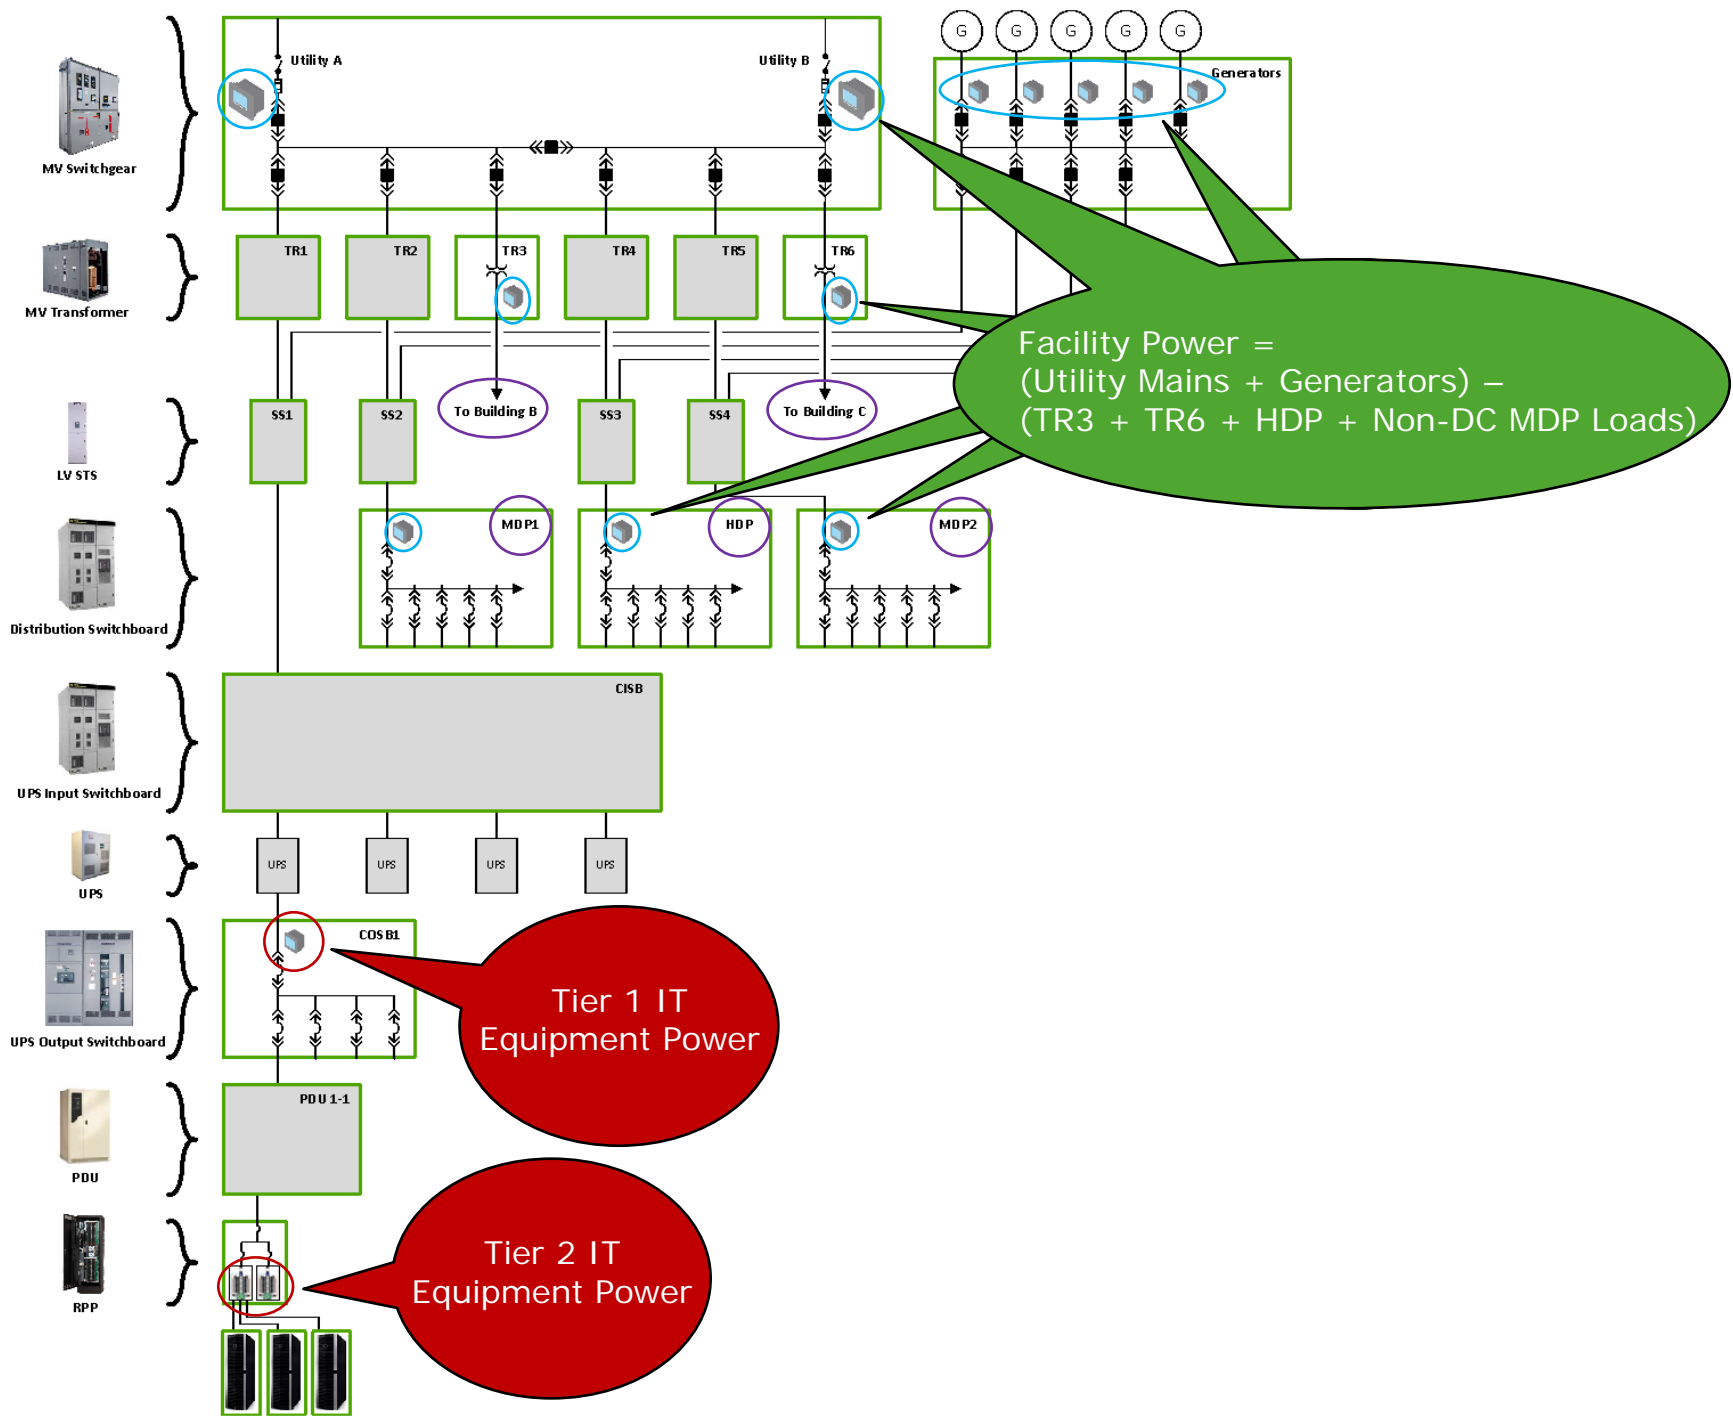 G
G
G
G
G
Utility A
Utility B
Generators
MV Switchgear
TR1
TR2
TR3
TR4
TR5
TR6
MV Transformer
Facility Power =
(Utility Mains + Generators) –
(TR3 + TR6 + HDP + Non-DC MDP Loads)
SS1
SS2
To Building B
SS3
SS4
To Building C
LV STS
MDP1
HDP
MDP2
Distribution Switchboard
CISB
UPS Input Switchboard
UPS
UPS
UPS
UPS
UPS
COSB1
Tier 1 IT
Equipment Power
UPS Output Switchboard
PDU 1-1
PDU
Tier 2 IT
Equipment Power
RPP